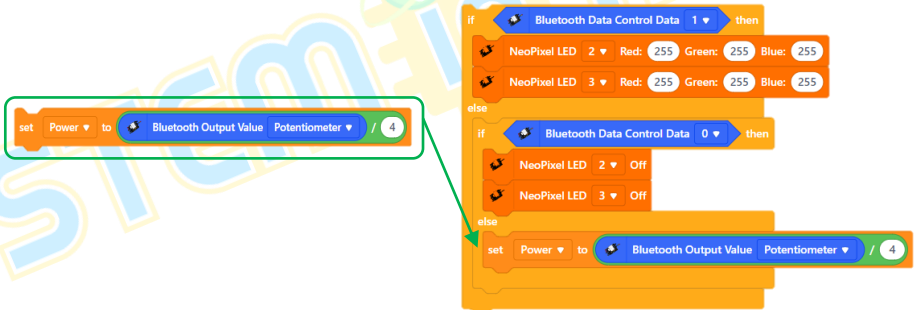 if Bluetooth Data Control Data 1 then
NeoPixel LED 2 Red: 255 Green: 255 Blue: 255
NeoPixel LED 3 Red: 255 Green: 255 Blue: 255
else
set Power to Bluetooth Output Value Potentiometer / 4
if Bluetooth Data Control Data 0 then
NeoPixel LED 2 Off
NeoPixel LED 3 Off
else
set Power to Bluetooth Output Value Potentiometer / 4
STEM